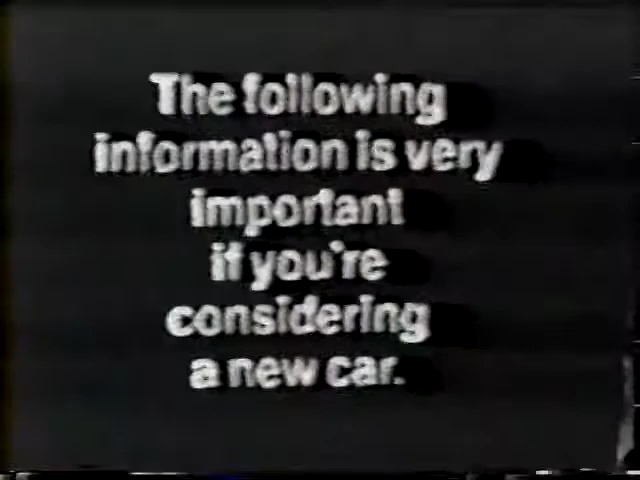 The following
information is very
important
if you're
considering
a new car.